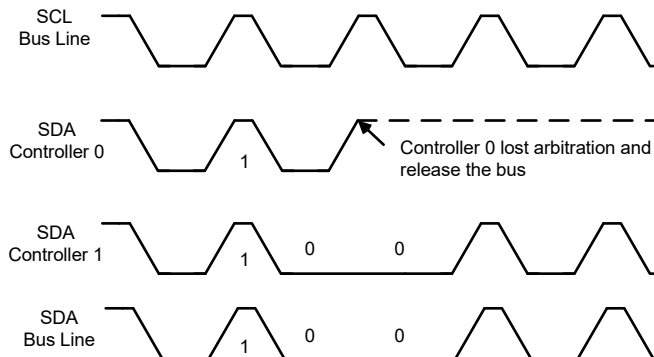 SCL
Bus Line
SDA
Controller 0
1
Controller 0 lost arbitration and
release the bus
SDA
Controller 1
1
0
0
SDA
Bus Line
1
0
0